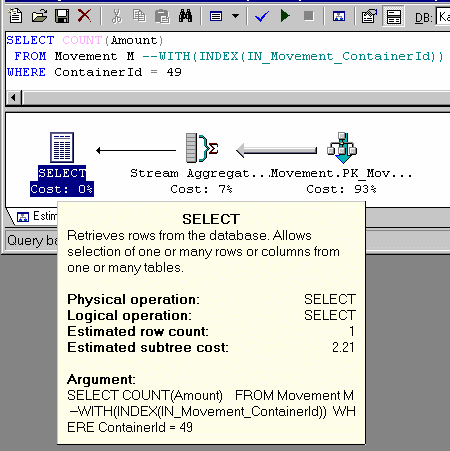 DB: Ka
SELECT COUNT(Amount)
FROM Movement M --WITH(INDEX(IN_Movement_ContainerId))
WHERE ContainerId = 49
SELECT
Cost: 0%
Stream Aggregat...
Cost: 7%
Movement.PK_Mov...
Cost: 93%
Estim
Query ba
SELECT
Retrieves rows from the database. Allows
selection of one or many rows or columns from
one or many tables.
Physical operation: SELECT
Logical operation: SELECT
Estimated row count: 1
Estimated subtree cost: 2.21
Argument:
SELECT COUNT(Amount) FROM Movement M
--WITH(INDEX(IN_Movement_ContainerId)) WH
ERE ContainerId = 49